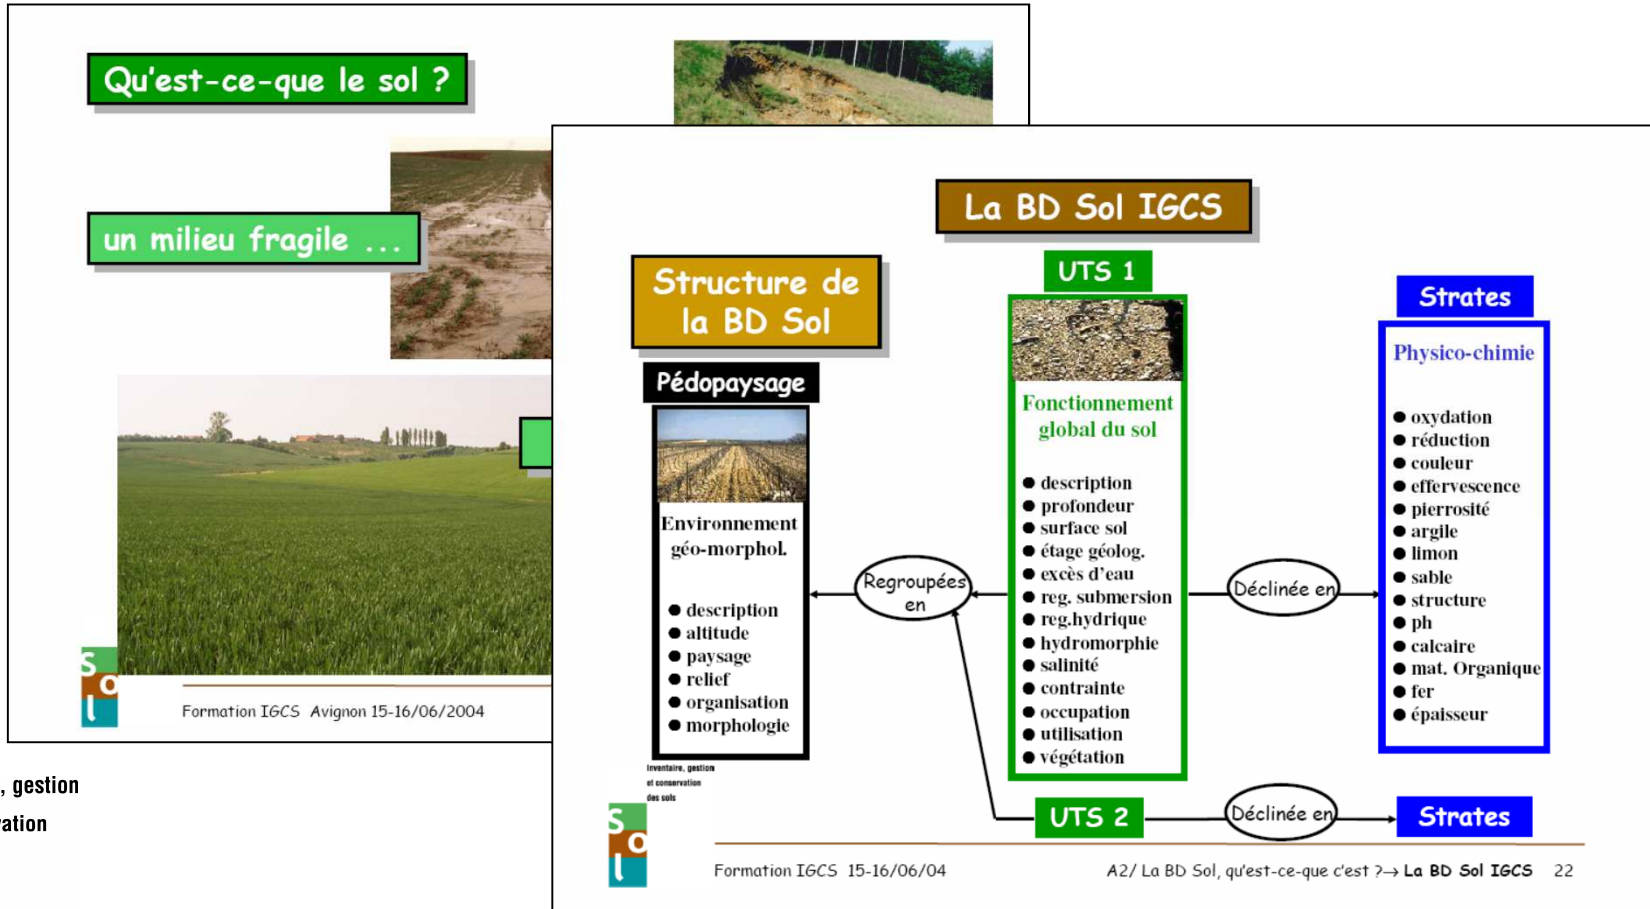 Qu'est-ce-que le sol ?
un milieu fragile ...
Sol
Formation IGCS Avignon 15-16/06/2004
, gestion
vation
La BD Sol IGCS
Structure de
la BD Sol
Pédopaysage
Environnement
géo-morphol.
● description
● altitude
● paysage
● relief
● organisation
● morphologie
Regroupées
en
UTS 1
Fonctionnement
global du sol
● description
● profondeur
● surface sol
● étage géolog.
● excès d'eau
● reg. submersion
● reg.hydrique
● hydromorphie
● salinité
● contrainte
● occupation
● utilisation
● végétation
Déclinée en
Strates
Physico-chimie
● oxydation
● réduction
● couleur
● effervescence
● pierrosité
● argile
● limon
● sable
● structure
● ph
● calcaire
● mat. Organique
● fer
● épaisseur
UTS 2
Déclinée en
Strates
Inventaire, gestion
et conservation
des sols
Sol
Formation IGCS 15-16/06/04
A2/ La BD Sol, qu'est-ce-que c'est ?→ La BD Sol IGCS 22